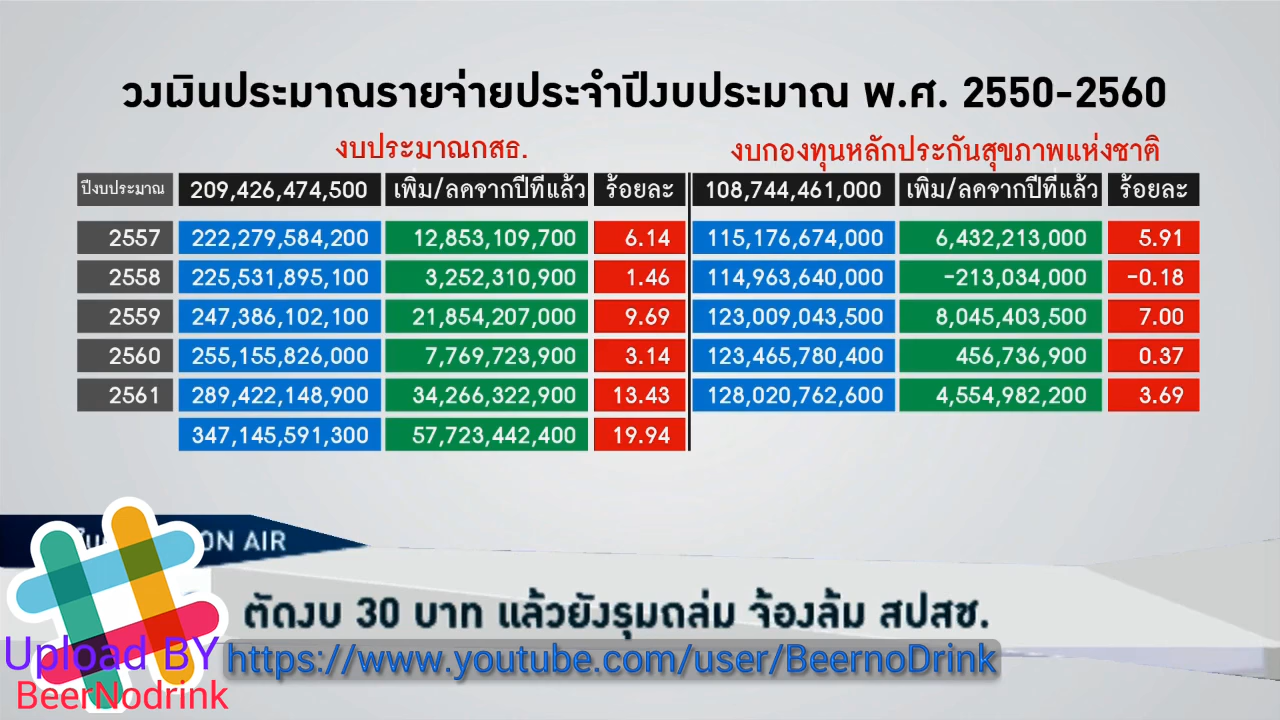 วงเงินประมาณรายจ่ายประจำปีงบประมาณ พ.ศ. 2550-2560
งบประมาณกสธ. งบกองทุนหลักประกันสุขภาพแห่งชาติ
ปีงบประมาณ 209,426,474,500 เพิ่ม/ลดจากปีที่แล้ว ร้อยละ 108,744,461,000 เพิ่ม/ลดจากปีที่แล้ว ร้อยละ
2557 222,279,584,200 12,853,109,700 6.14 115,176,674,000 6,432,213,000 5.91
2558 225,531,895,100 3,252,310,900 1.46 114,963,640,000 -213,034,000 -0.18
2559 247,386,102,100 21,854,207,000 9.69 123,009,043,500 8,045,403,500 7.00
2560 255,155,826,000 7,769,723,900 3.14 123,465,780,400 456,736,900 0.37
2561 289,422,148,900 34,266,322,900 13.43 128,020,762,600 4,554,982,200 3.69
347,145,591,300 57,723,442,400 19.94
ON AIR
ตัดงบ 30 บาท แล้วยังรุมถล่ม จ้องล้ม สปสช.
Upload BY https://www.youtube.com/user/BeernoDrink
BeerNodrink